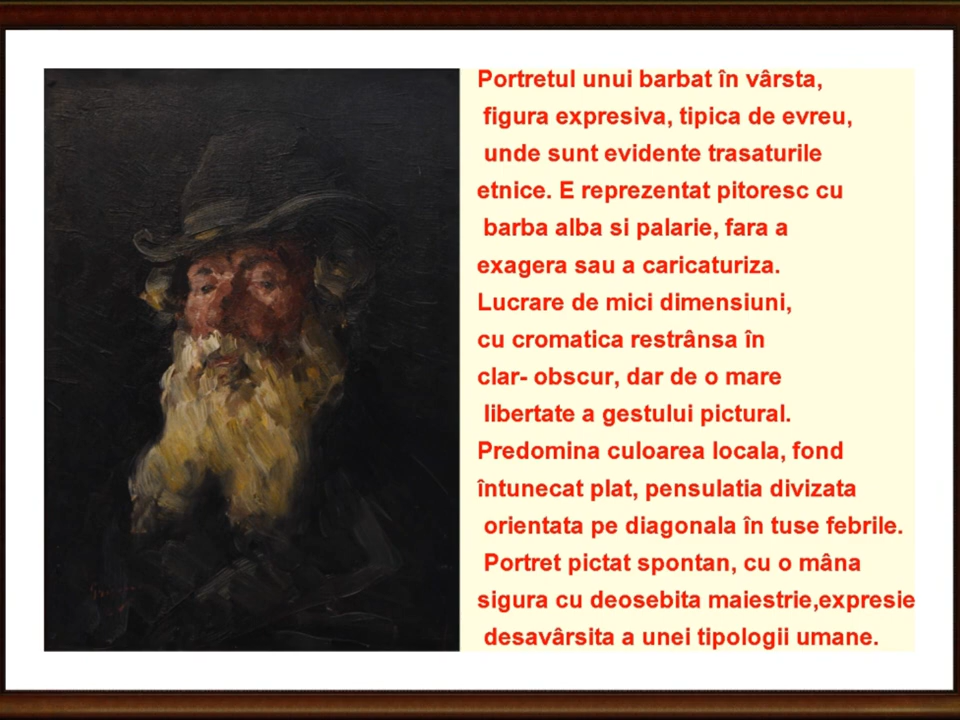 Portretul unui barbat în vârsta,
figura expresiva, tipica de evreu,
unde sunt evidente trasaturile
etnice. E reprezentat pitoresc cu
barba alba si palarie, fara a
exagera sau a caricaturiza.
Lucrare de mici dimensiuni,
cu cromatica restrânsa în
clar- obscur, dar de o mare
libertate a gestului pictural.
Predomina culoarea locala, fond
întunecat plat, pensulatia divizata
orientata pe diagonala în tuse febrile.
Portret pictat spontan, cu o mâna
sigura cu deosebita maiestrie,expresie
desavârsita a unei tipologii umane.